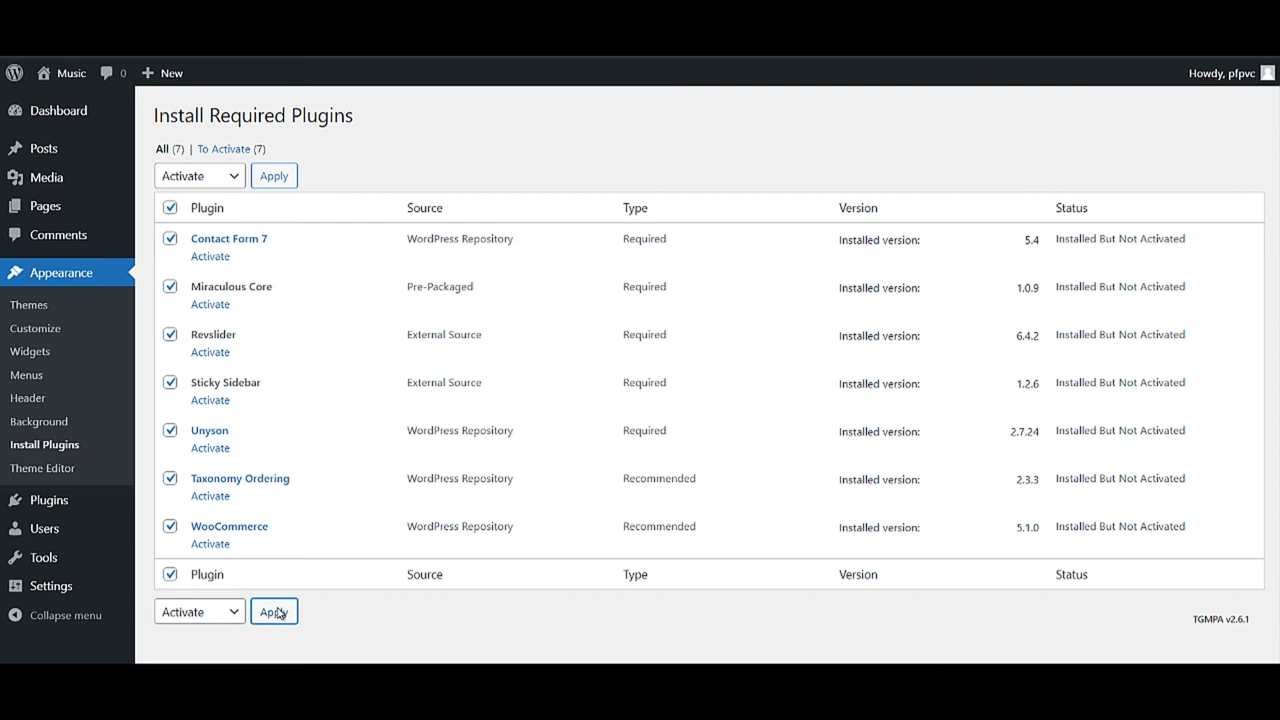 Music 0 New Howdy, pfpvc
Dashboard
Posts
Media
Pages
Comments
Appearance
Themes
Customize
Widgets
Menus
Header
Background
Install Plugins
Theme Editor
Plugins
Users
Tools
Settings
Collapse menu
Install Required Plugins
All (7) | To Activate (7)
Activate Apply
Plugin Source Type Version Status
Contact Form 7 WordPress Repository Required Installed version: 5.4 Installed But Not Activated
Activate
Miraculous Core Pre-Packaged Required Installed version: 1.0.9 Installed But Not Activated
Activate
Revslider External Source Required Installed version: 6.4.2 Installed But Not Activated
Activate
Sticky Sidebar External Source Required Installed version: 1.2.6 Installed But Not Activated
Activate
Unyson WordPress Repository Required Installed version: 2.7.24 Installed But Not Activated
Activate
Taxonomy Ordering WordPress Repository Recommended Installed version: 2.3.3 Installed But Not Activated
Activate
WooCommerce WordPress Repository Recommended Installed version: 5.1.0 Installed But Not Activated
Activate
Plugin Source Type Version Status
Activate Apply
TGMPA v2.6.1